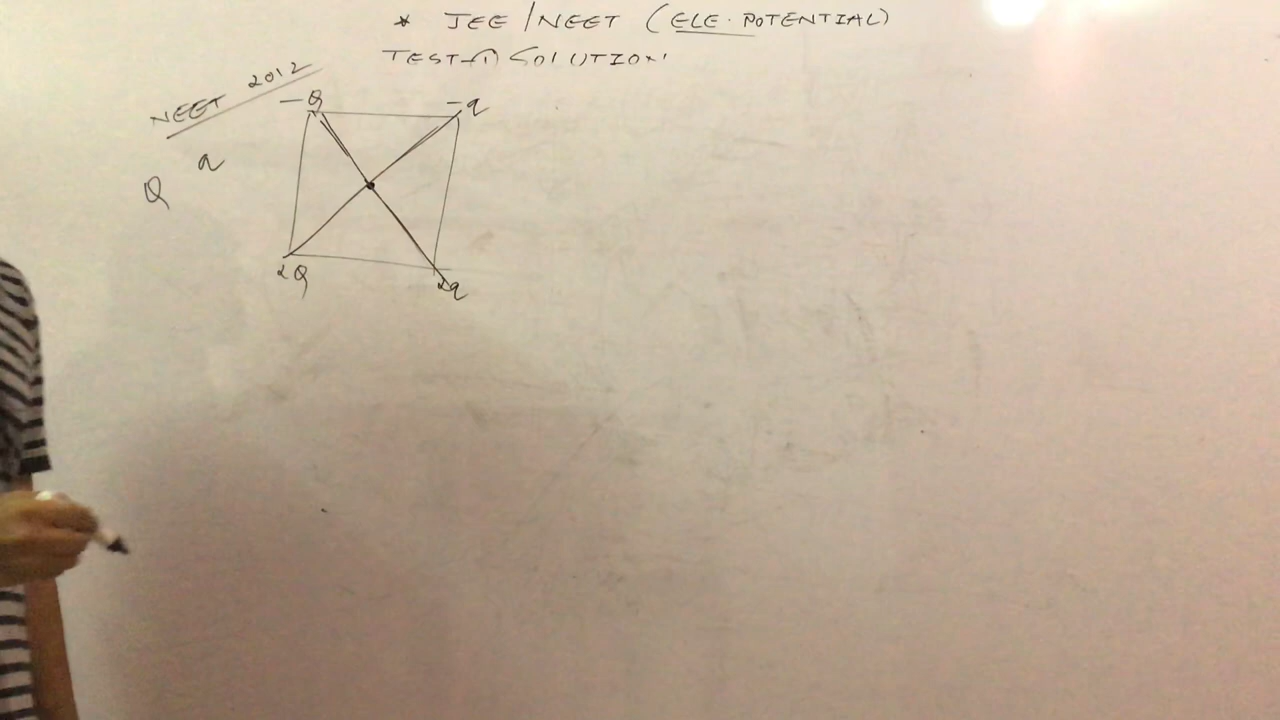 * JEE / NEET (ELE. POTENTIAL)
TEST-① SOLUTION
NEET 2012
-Q -q
Q q
2Q 2q